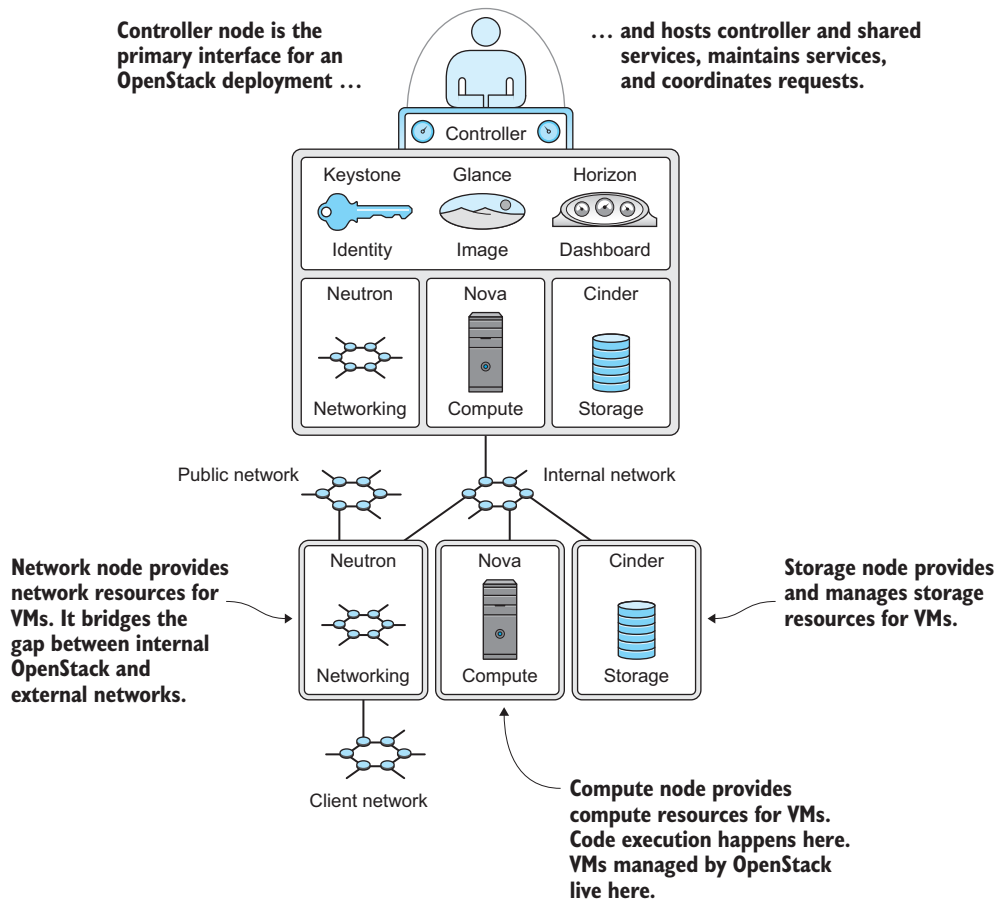 Controller node is the
primary interface for an
OpenStack deployment …
… and hosts controller and shared
services, maintains services,
and coordinates requests.
Controller
Keystone
Glance
Horizon
Identity
Image
Dashboard
Neutron
Nova
Cinder
Networking
Compute
Storage
Public network
Internal network
Neutron
Nova
Cinder
Networking
Compute
Storage
Network node provides
network resources for
VMs. It bridges the
gap between internal
OpenStack and
external networks.
Storage node provides
and manages storage
resources for VMs.
Client network
Compute node provides
compute resources for VMs.
Code execution happens here.
VMs managed by OpenStack
live here.